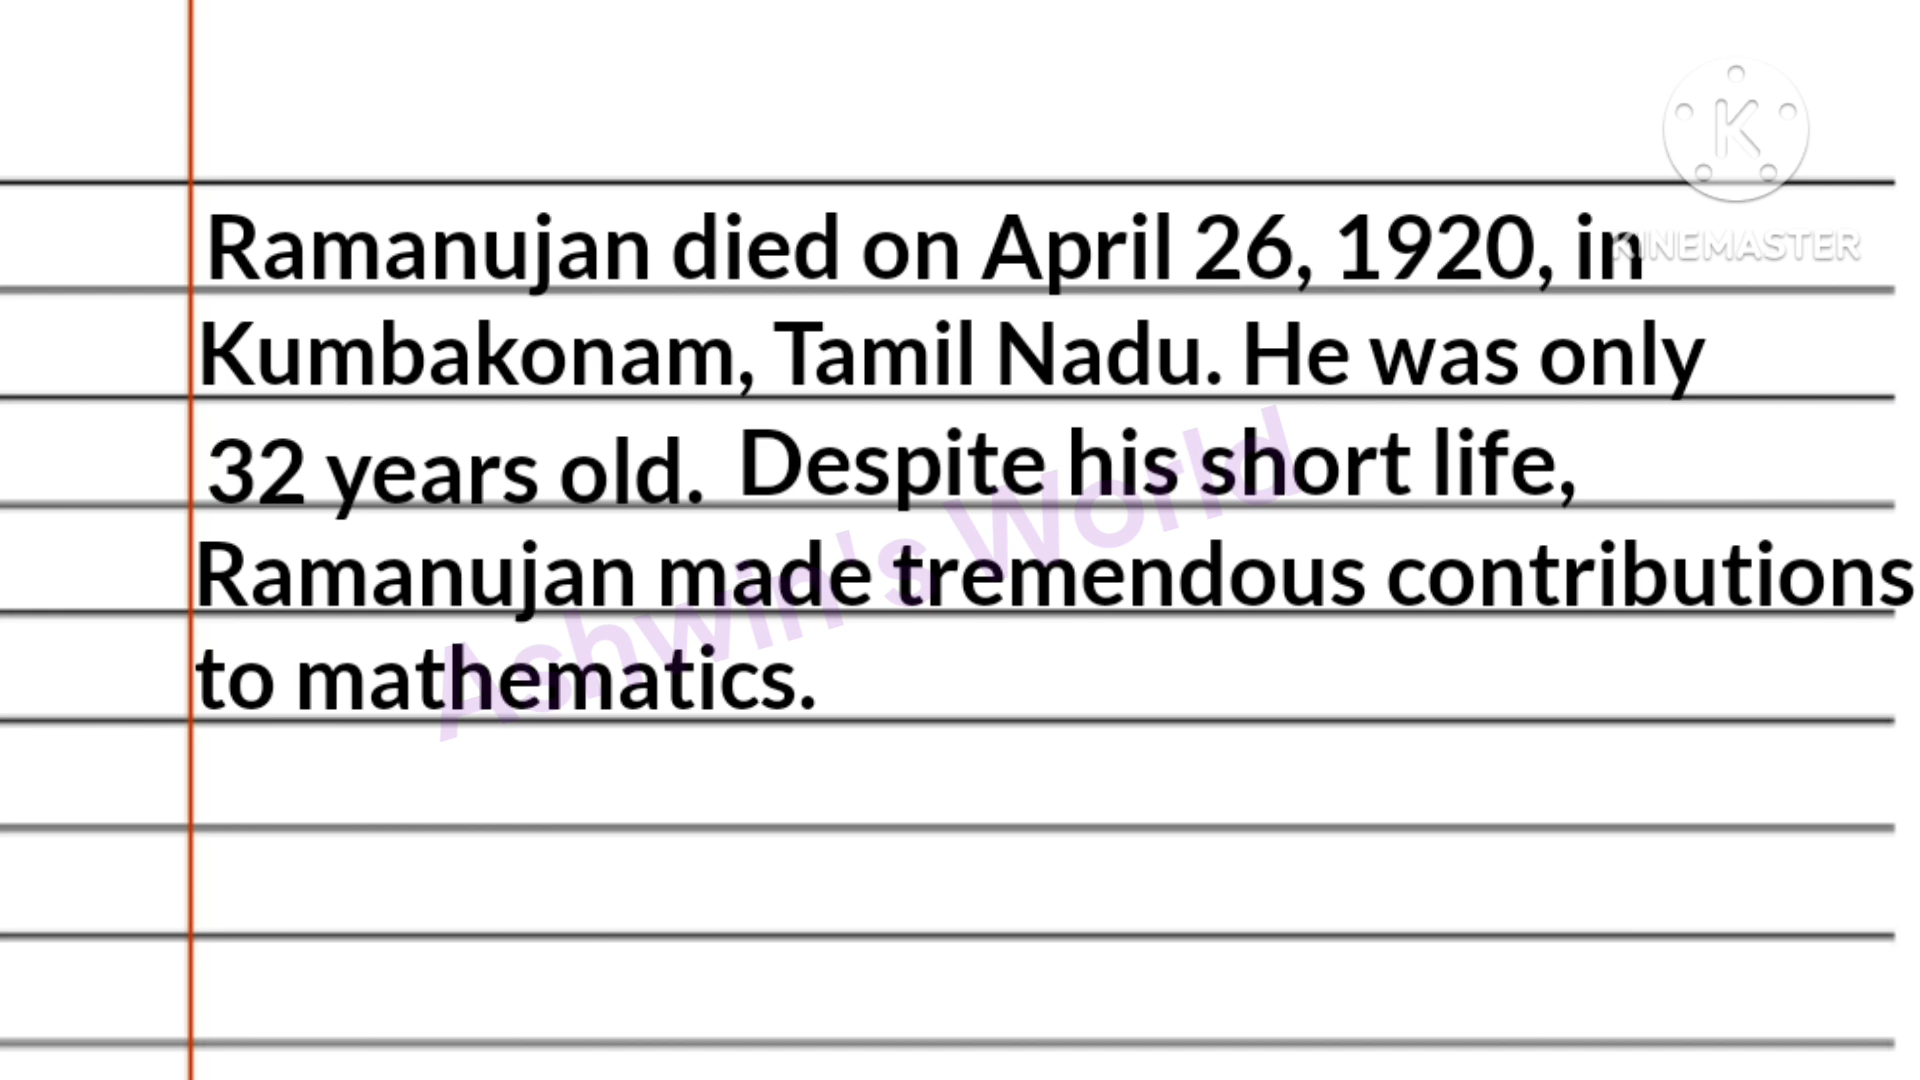 KINEMASTER
Ramanujan died on April 26, 1920, in
Kumbakonam, Tamil Nadu. He was only
32 years old. Despite his short life,
Ramanujan made tremendous contributions
to mathematics.
Ashwin's World